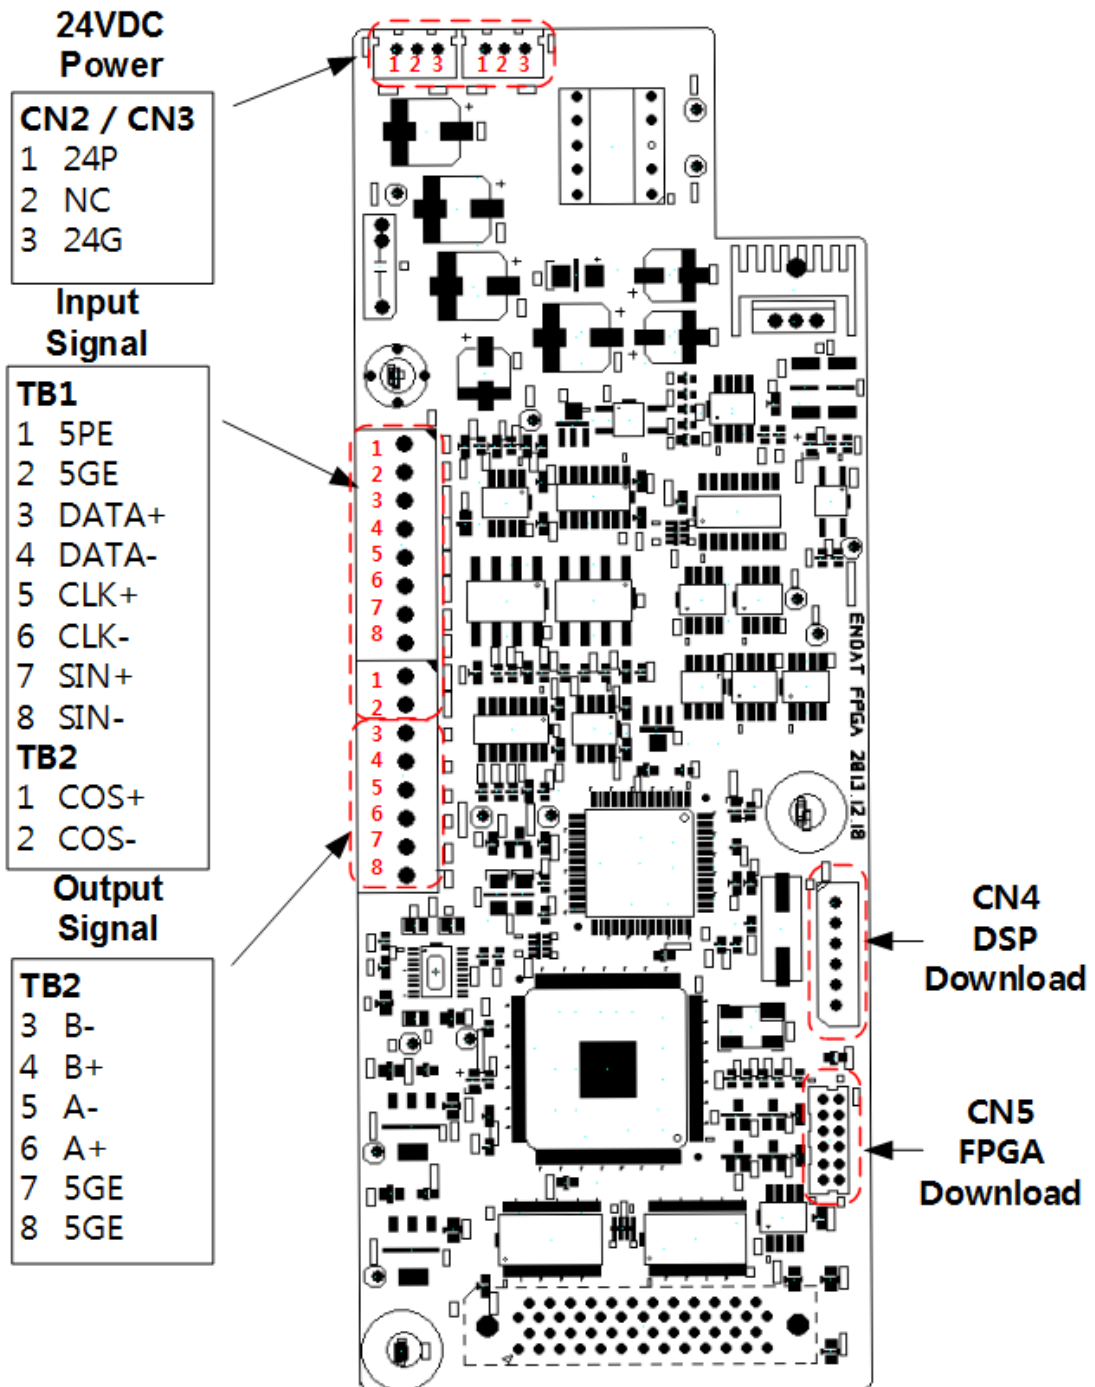 24VDC
Power
CN2 / CN3
1 24P
2 NC
3 24G
1 2 3 1 2 3
Input
Signal
TB1
1 5PE
2 5GE
3 DATA+
4 DATA-
5 CLK+
6 CLK-
7 SIN+
8 SIN-
TB2
1 COS+
2 COS-
1
2
3
4
5
6
7
8
1
2
3
4
5
6
7
8
Output
Signal
TB2
3 B-
4 B+
5 A-
6 A+
7 5GE
8 5GE
ENDAT FPGA 2013.12.18
CN4
DSP
Download
CN5
FPGA
Download